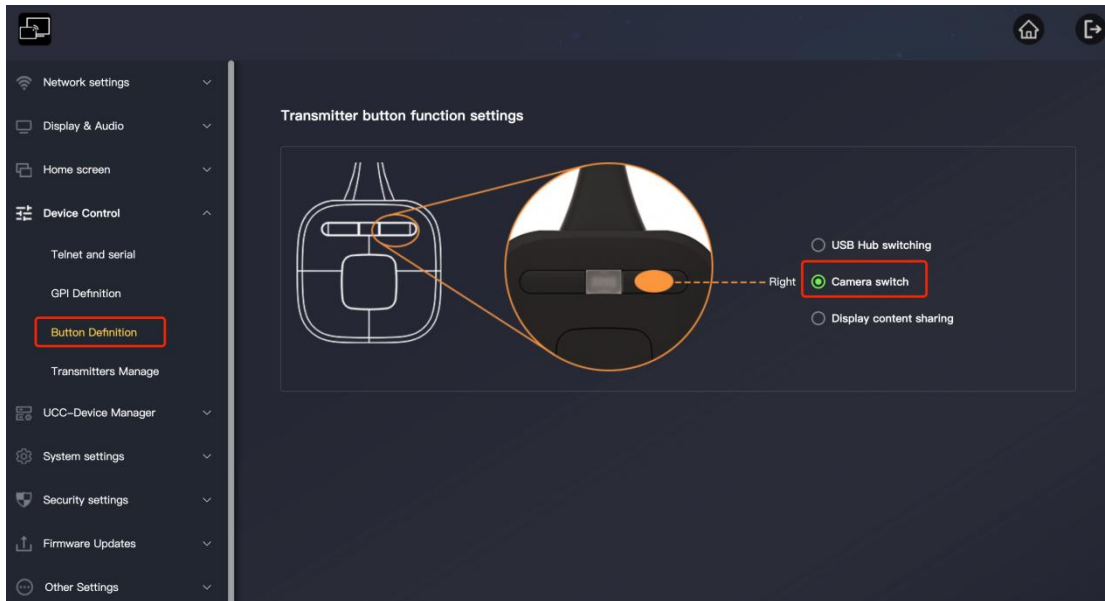 Network settings
Display & Audio
Home screen
Device Control
Telnet and serial
GPI Definition
Button Definition
Transmitters Manage
UCC-Device Manager
System settings
Security settings
Firmware Updates
Other Settings
Transmitter button function settings
USB Hub switching
Right
Camera switch
Display content sharing